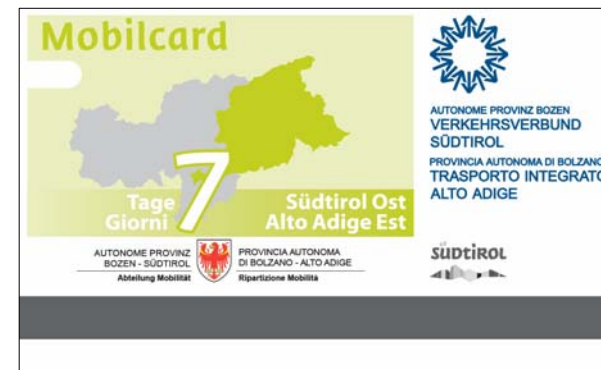 Mobilcard
Tage
Giorni
7
Südtirol Ost
Alto Adige Est
AUTONOME PROVINZ
BOZEN - SÜDTIROL
Abteilung Mobilität
PROVINCIA AUTONOMA
DI BOLZANO - ALTO ADIGE
Ripartizione Mobilità
AUTONOME PROVINZ BOZEN
VERKEHRSVERBUND
SÜDTIROL
PROVINCIA AUTONOMA DI BOLZANO
TRASPORTO INTEGRATO
ALTO ADIGE
SÜDTIROL